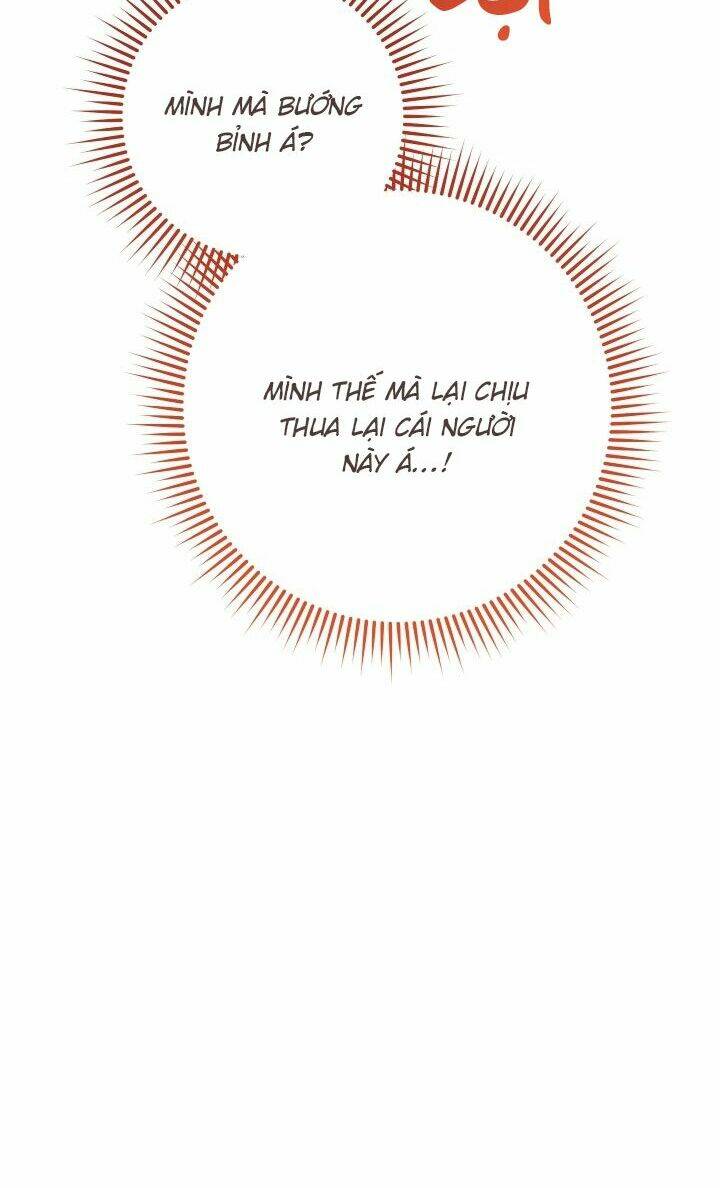 MÌNH MÀ BƯỚNG
BỈNH Á?
MÌNH THẾ MÀ LẠI CHỊU
THUA LẠI CÁI NGƯỜI
NÀY Á...!